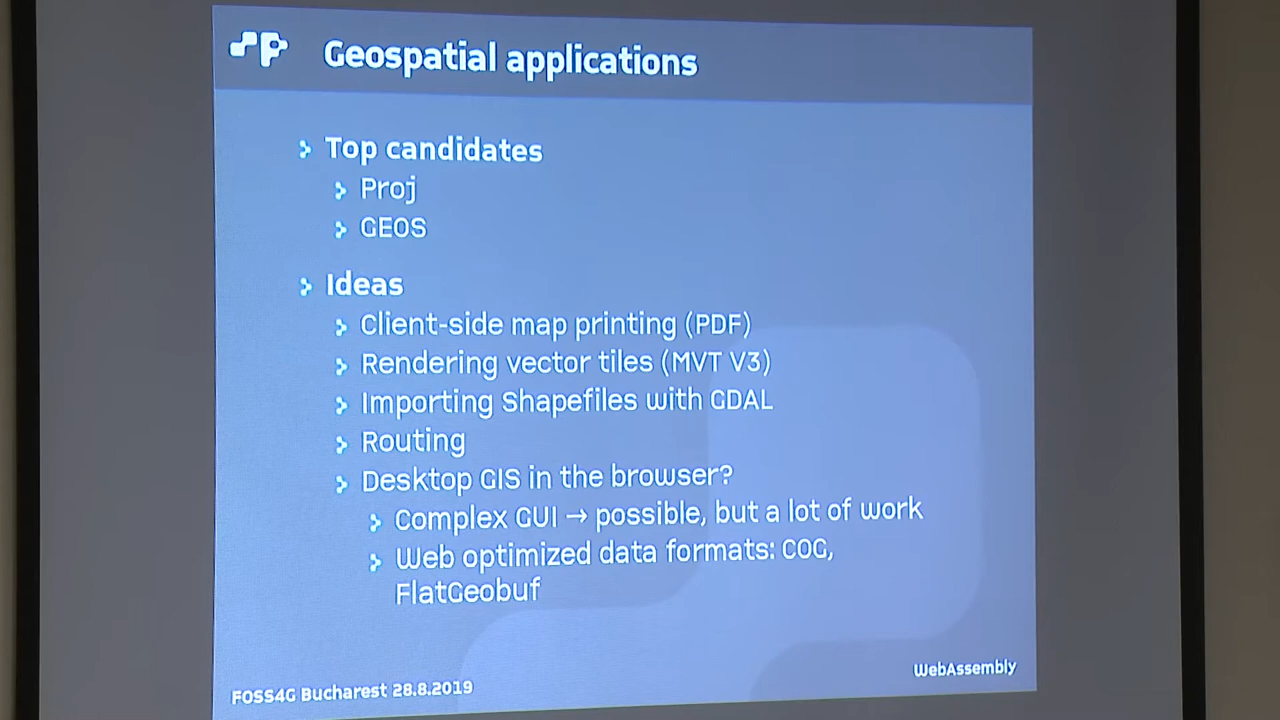 Geospatial applications
Top candidates
Proj
GEOS
Ideas
Client-side map printing (PDF)
Rendering vector tiles (MVT V3)
Importing Shapefiles with GDAL
Routing
Desktop GIS in the browser?
Complex GUI → possible, but a lot of work
Web optimized data formats: COG,
FlatGeobuf
FOSS4G Bucharest 28.8.2019
WebAssembly